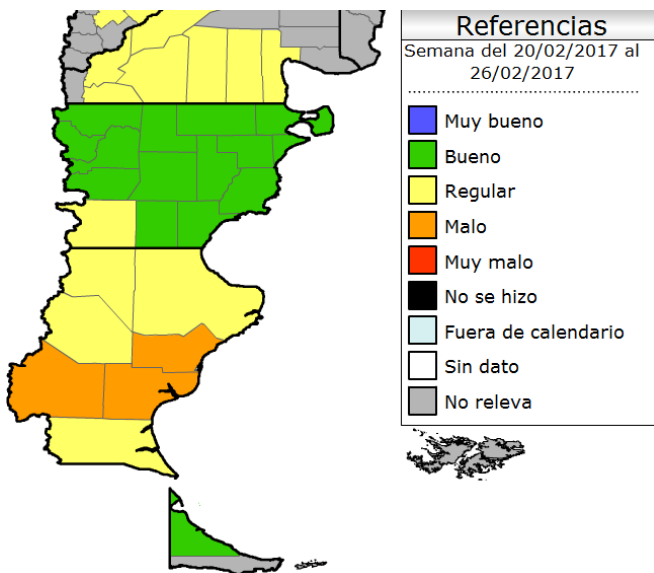 Referencias
Semana del 20/02/2017 al
26/02/2017
Muy bueno
Bueno
Regular
Malo
Muy malo
No se hizo
Fuera de calendario
Sin dato
No releva